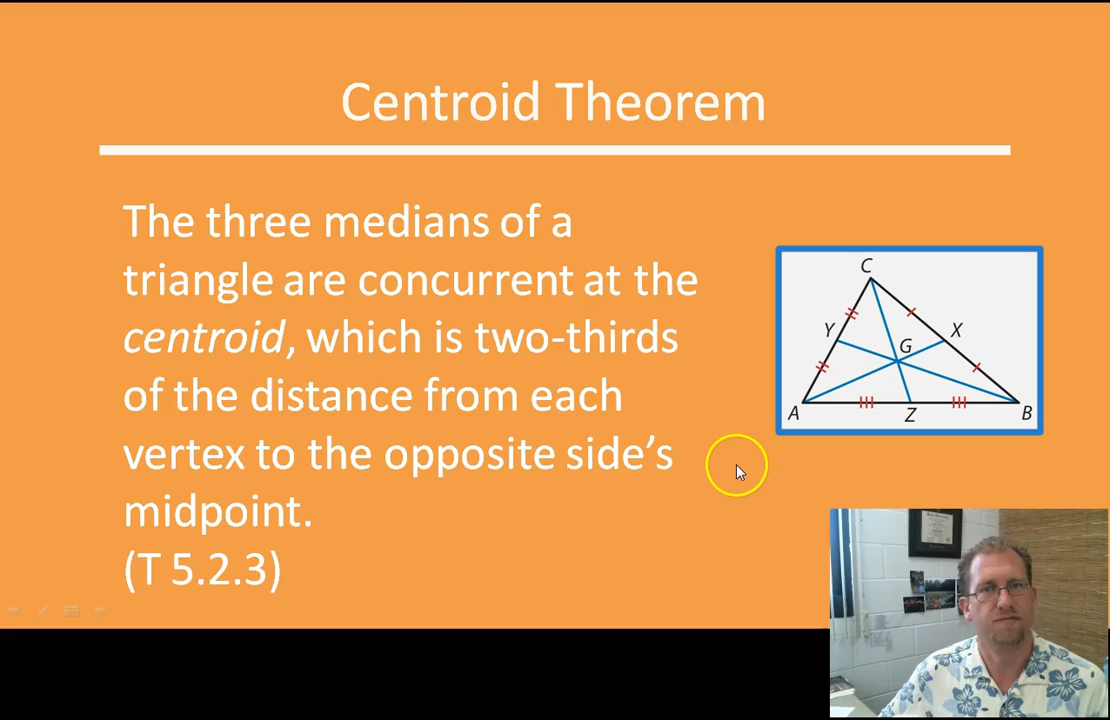 Centroid Theorem
The three medians of a
triangle are concurrent at the
centroid, which is two-thirds
of the distance from each
vertex to the opposite side's
midpoint.
(T 5.2.3)
C
Y
X
G
A
Z
B